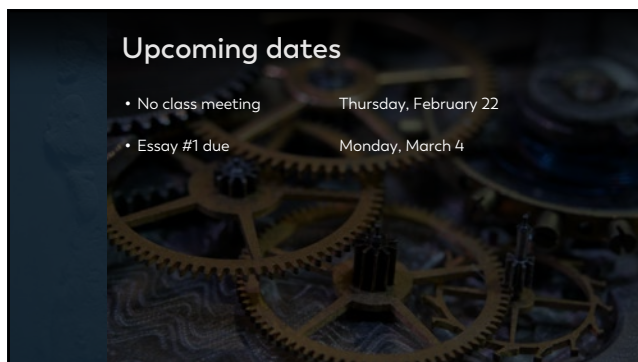 Upcoming dates
• No class meeting Thursday, February 22
• Essay #1 due Monday, March 4